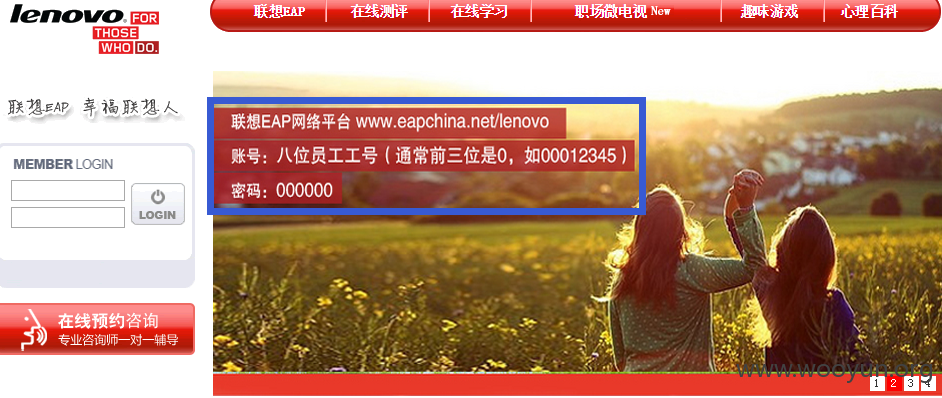 lenovo. FOR THOSE WHO DO.
联想EAP
在线测评
在线学习
职场微电视 New
趣味游戏
心理百科
联想EAP 幸福联想人
MEMBER LOGIN
LOGIN
在线预约咨询
专业咨询师一对一辅导
联想EAP网络平台 www.eapchina.net/lenovo
账号：八位员工工号（通常前三位是0，如00012345）
密码：000000
www.wooyun.org
1 2 3 4